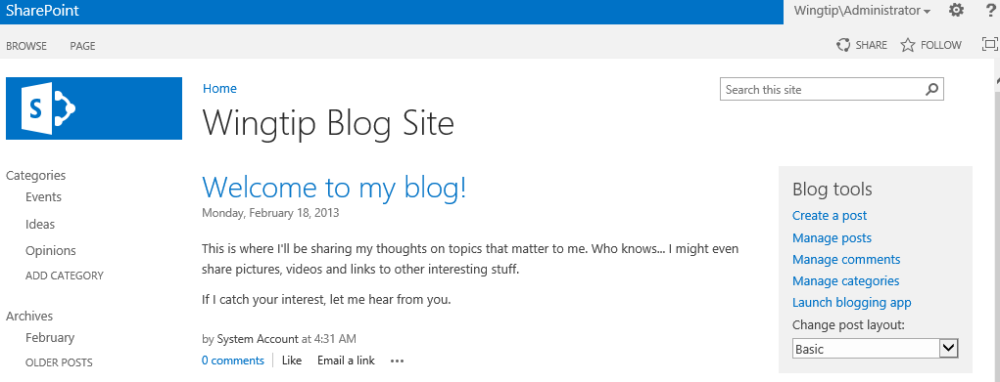 SharePoint
Wingtip\Administrator
?
BROWSE PAGE
SHARE FOLLOW
S
Home
Search this site
Wingtip Blog Site
Categories
Events
Ideas
Opinions
ADD CATEGORY
Archives
February
OLDER POSTS
Welcome to my blog!
Monday, February 18, 2013
This is where I'll be sharing my thoughts on topics that matter to me. Who knows... I might even
share pictures, videos and links to other interesting stuff.
If I catch your interest, let me hear from you.
by System Account at 4:31 AM
0 comments Like Email a link ···
Blog tools
Create a post
Manage posts
Manage comments
Manage categories
Launch blogging app
Change post layout:
Basic